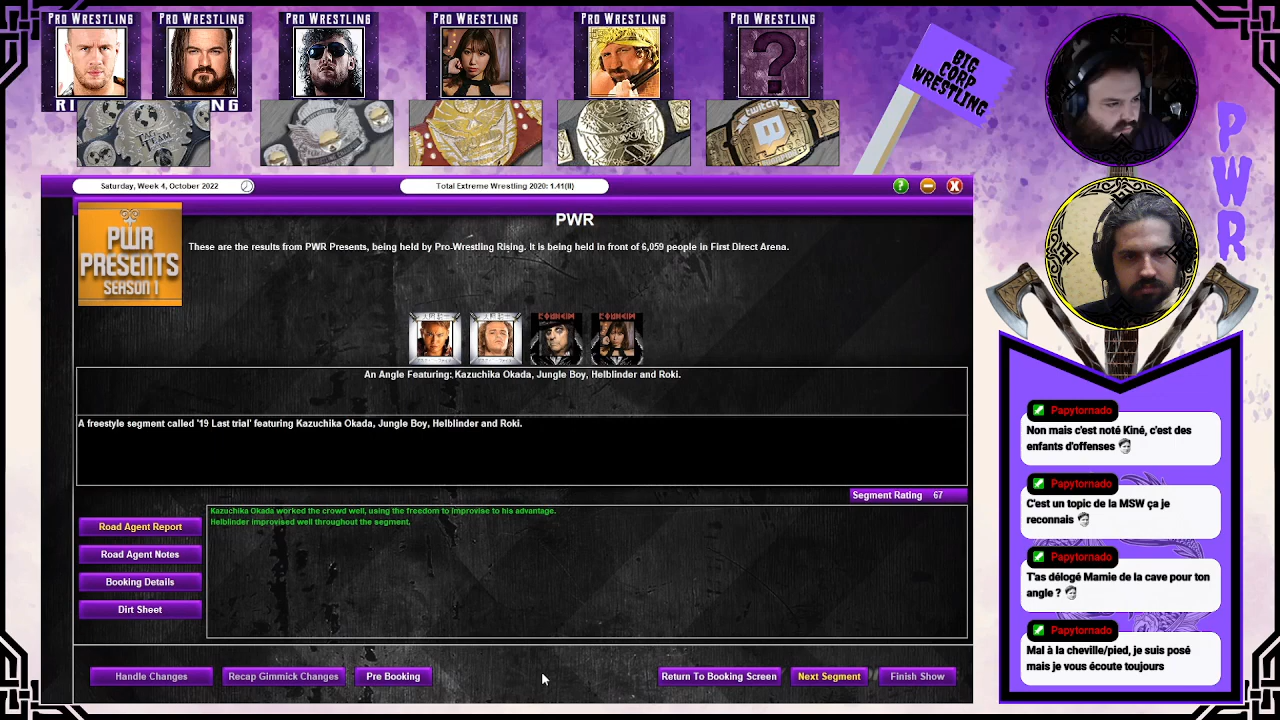 PRO WRESTLING
PRO WRESTLING
PRO WRESTLING
PRO WRESTLING
PRO WRESTLING
PRO WRESTLING
RI
NG
TAG TEAM
twitch
BIG
CORP
WRESTLING
PWR
Saturday, Week 4, October 2022
Total Extreme Wrestling 2020: 1.41(II)
PWR
PRESENTS
SEASON 1
PWR
These are the results from PWR Presents, being held by Pro-Wrestling Rising. It is being held in front of 6,059 people in First Direct Arena.
An Angle Featuring: Kazuchika Okada, Jungle Boy, Helblinder and Roki.
A freestyle segment called '19 Last trial' featuring Kazuchika Okada, Jungle Boy, Helblinder and Roki.
Segment Rating 67
Kazuchika Okada worked the crowd well, using the freedom to improvise to his advantage.
Helblinder improvised well throughout the segment.
Road Agent Report
Road Agent Notes
Booking Details
Dirt Sheet
Handle Changes
Recap Gimmick Changes
Pre Booking
Return To Booking Screen
Next Segment
Finish Show
Papytornado
Non mais c'est noté Kiné, c'est des
enfants d'offenses
Papytornado
C'est un topic de la MSW ça je
reconnais
Papytornado
T'as délogé Mamie de la cave pour ton
angle ?
Papytornado
Mal à la cheville/pied, je suis posé
mais je vous écoute toujours